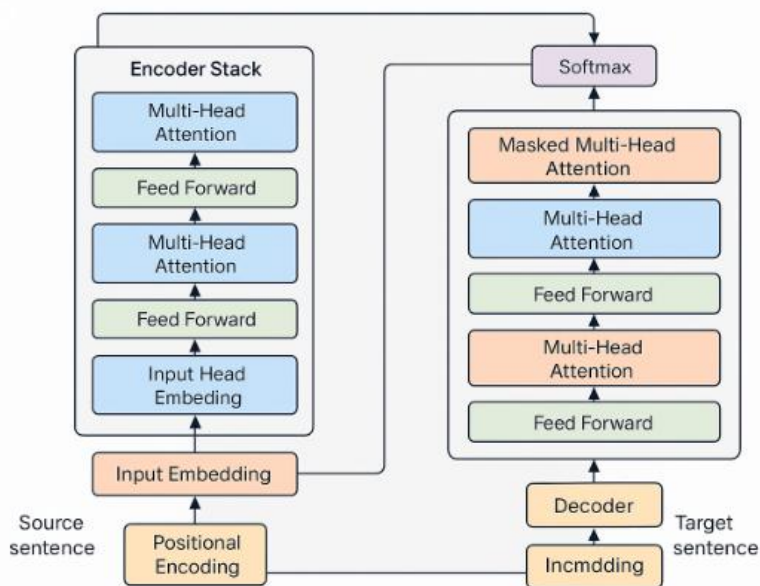 Encoder Stack
Multi-Head
Attention
Feed Forward
Multi-Head
Attention
Feed Forward
Input Head
Embeding
Input Embedding
Source
sentence
Positional
Encoding
Softmax
Masked Multi-Head
Attention
Multi-Head
Attention
Feed Forward
Multi-Head
Attention
Feed Forward
Decoder
Incmdding
Target
sentence